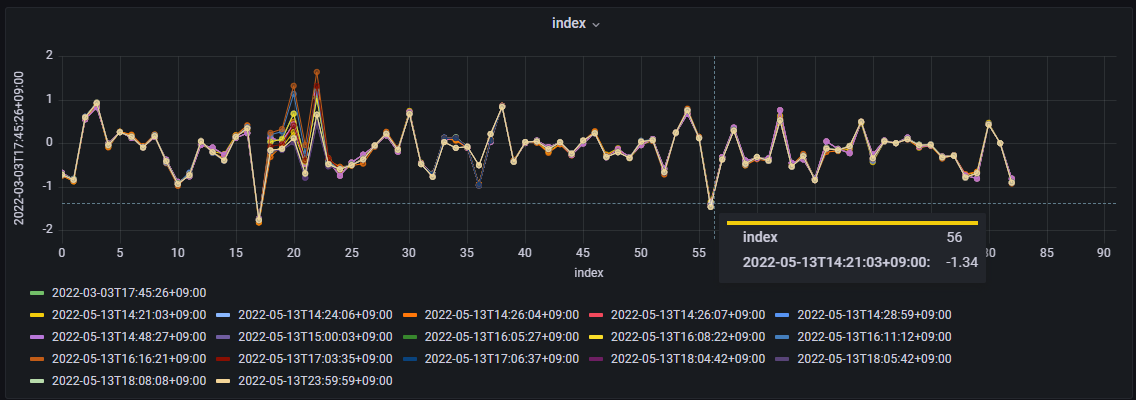 index
2022-03-03T17:45:26+09:00
2
1
0
-1
-2
0 5 10 15 20 25 30 35 40 45 50 55 80 85 90
index
index 56
2022-05-13T14:21:03+09:00: -1.34
2022-03-03T17:45:26+09:00
2022-05-13T14:21:03+09:00 2022-05-13T14:24:06+09:00 2022-05-13T14:26:04+09:00 2022-05-13T14:26:07+09:00 2022-05-13T14:28:59+09:00
2022-05-13T14:48:27+09:00 2022-05-13T15:00:03+09:00 2022-05-13T16:05:27+09:00 2022-05-13T16:08:22+09:00 2022-05-13T16:11:12+09:00
2022-05-13T16:16:21+09:00 2022-05-13T17:03:35+09:00 2022-05-13T17:06:37+09:00 2022-05-13T18:04:42+09:00 2022-05-13T18:05:42+09:00
2022-05-13T18:08:08+09:00 2022-05-13T23:59:59+09:00